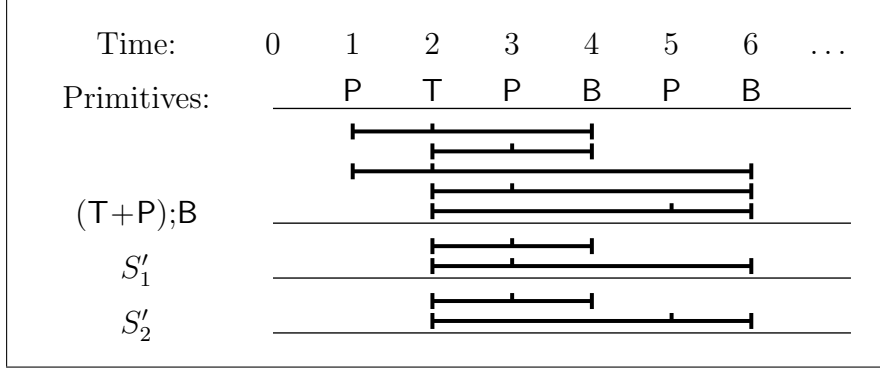 Time: 0 1 2 3 4 5 6 ...
Primitives: P T P B P B
(T+P);B
S′₁
S′₂